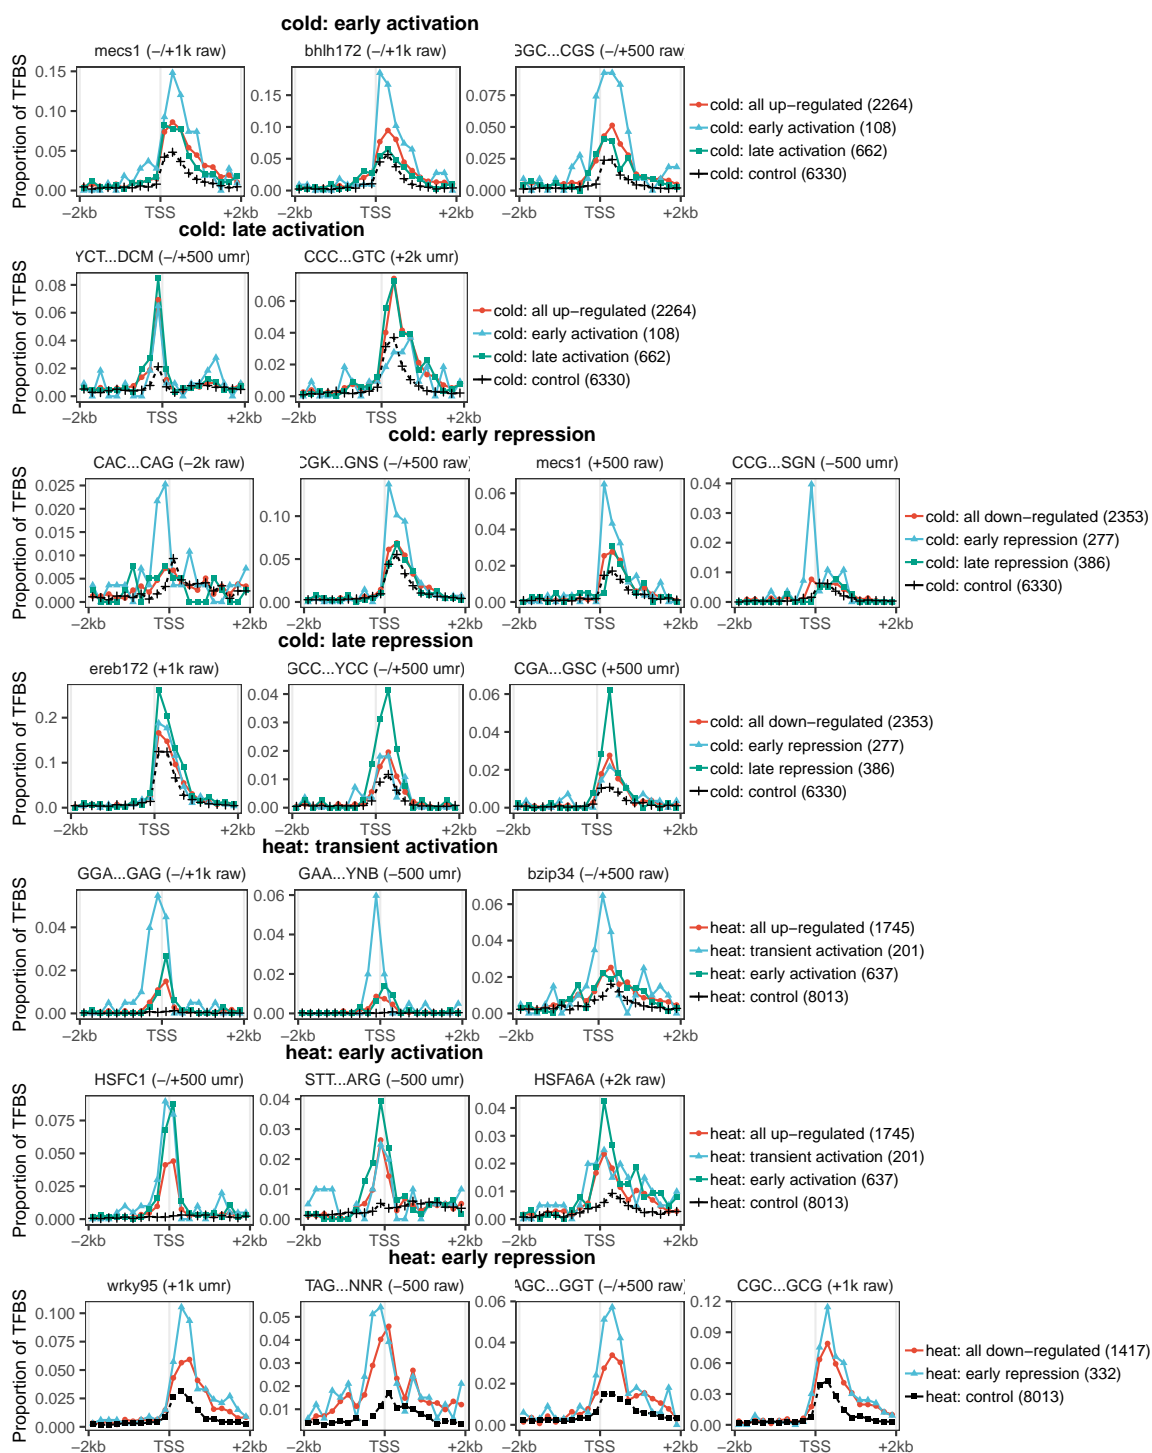 cold: early activation
mecs1 (−/+1k raw)
bhlh172 (−/+1k raw)
GGC...CGS (−/+500 raw
Proportion of TFBS
0.15
0.10
0.05
0.00
0.15
0.10
0.05
0.00
0.075
0.050
0.025
0.000
−2kb TSS +2kb
−2kb TSS +2kb
−2kb TSS +2kb
cold: all up−regulated (2264)
cold: early activation (108)
cold: late activation (662)
cold: control (6330)
cold: late activation
YCT...DCM (−/+500 umr)
CCC...GTC (+2k umr)
Proportion of TFBS
0.08
0.06
0.04
0.02
0.00
0.06
0.04
0.02
0.00
−2kb TSS +2kb
−2kb TSS +2kb
cold: all up−regulated (2264)
cold: early activation (108)
cold: late activation (662)
cold: control (6330)
cold: early repression
CAC...CAG (−2k raw)
CGK...GNS (−/+500 raw)
mecs1 (+500 raw)
CCG...SGN (−500 umr)
Proportion of TFBS
0.025
0.020
0.015
0.010
0.005
0.000
0.10
0.05
0.00
0.06
0.04
0.02
0.00
0.04
0.03
0.02
0.01
0.00
−2kb TSS +2kb
−2kb TSS +2kb
−2kb TSS +2kb
−2kb TSS +2kb
cold: all down−regulated (2353)
cold: early repression (277)
cold: late repression (386)
cold: control (6330)
cold: late repression
ereb172 (+1k raw)
GCC...YCC (−/+500 umr)
CGA...GSC (+500 umr)
Proportion of TFBS
0.2
0.1
0.0
0.04
0.03
0.02
0.01
0.00
0.06
0.04
0.02
0.00
−2kb TSS +2kb
−2kb TSS +2kb
−2kb TSS +2kb
cold: all down−regulated (2353)
cold: early repression (277)
cold: late repression (386)
cold: control (6330)
heat: transient activation
GGA...GAG (−/+1k raw)
GAA...YNB (−500 umr)
bzip34 (−/+500 raw)
Proportion of TFBS
0.04
0.02
0.00
0.06
0.04
0.02
0.00
0.06
0.04
0.02
0.00
−2kb TSS +2kb
−2kb TSS +2kb
−2kb TSS +2kb
heat: all up−regulated (1745)
heat: transient activation (201)
heat: early activation (637)
heat: control (8013)
heat: early activation
HSFC1 (−/+500 umr)
STT...ARG (−500 umr)
HSFA6A (+2k raw)
Proportion of TFBS
0.075
0.050
0.025
0.000
0.04
0.03
0.02
0.01
0.00
0.04
0.03
0.02
0.01
0.00
−2kb TSS +2kb
−2kb TSS +2kb
−2kb TSS +2kb
heat: all up−regulated (1745)
heat: transient activation (201)
heat: early activation (637)
heat: control (8013)
heat: early repression
wrky95 (+1k umr)
TAG...NNR (−500 raw)
AGC...GGT (−/+500 raw)
CGC...GCG (+1k raw)
Proportion of TFBS
0.100
0.075
0.050
0.025
0.000
0.05
0.04
0.03
0.02
0.01
0.00
0.06
0.04
0.02
0.00
0.12
0.09
0.06
0.03
0.00
−2kb TSS +2kb
−2kb TSS +2kb
−2kb TSS +2kb
−2kb TSS +2kb
heat: all down−regulated (1417)
heat: early repression (332)
heat: control (8013)